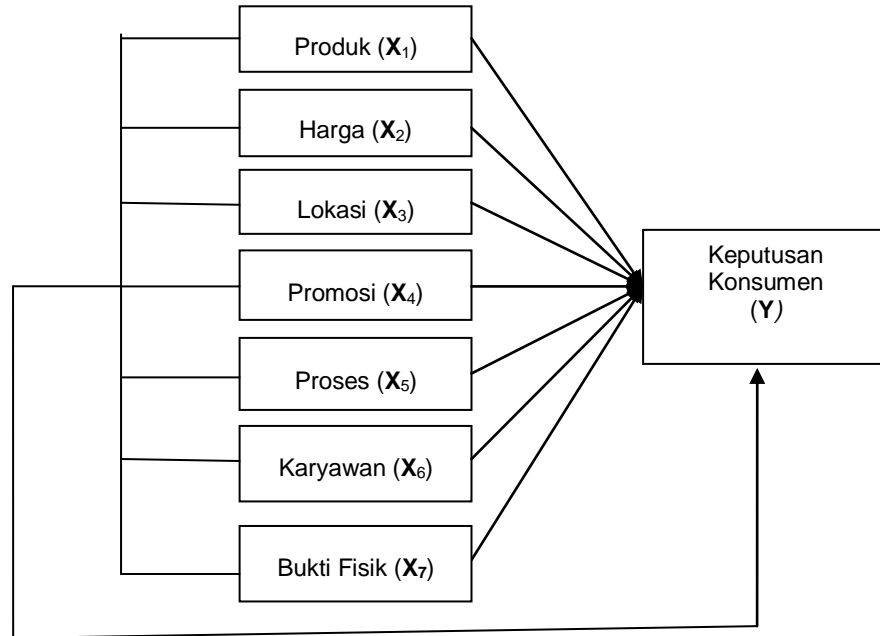 Produk (X₁)
Harga (X₂)
Lokasi (X₃)
Promosi (X₄)
Proses (X₅)
Karyawan (X₆)
Bukti Fisik (X₇)
Keputusan
Konsumen
(Y)